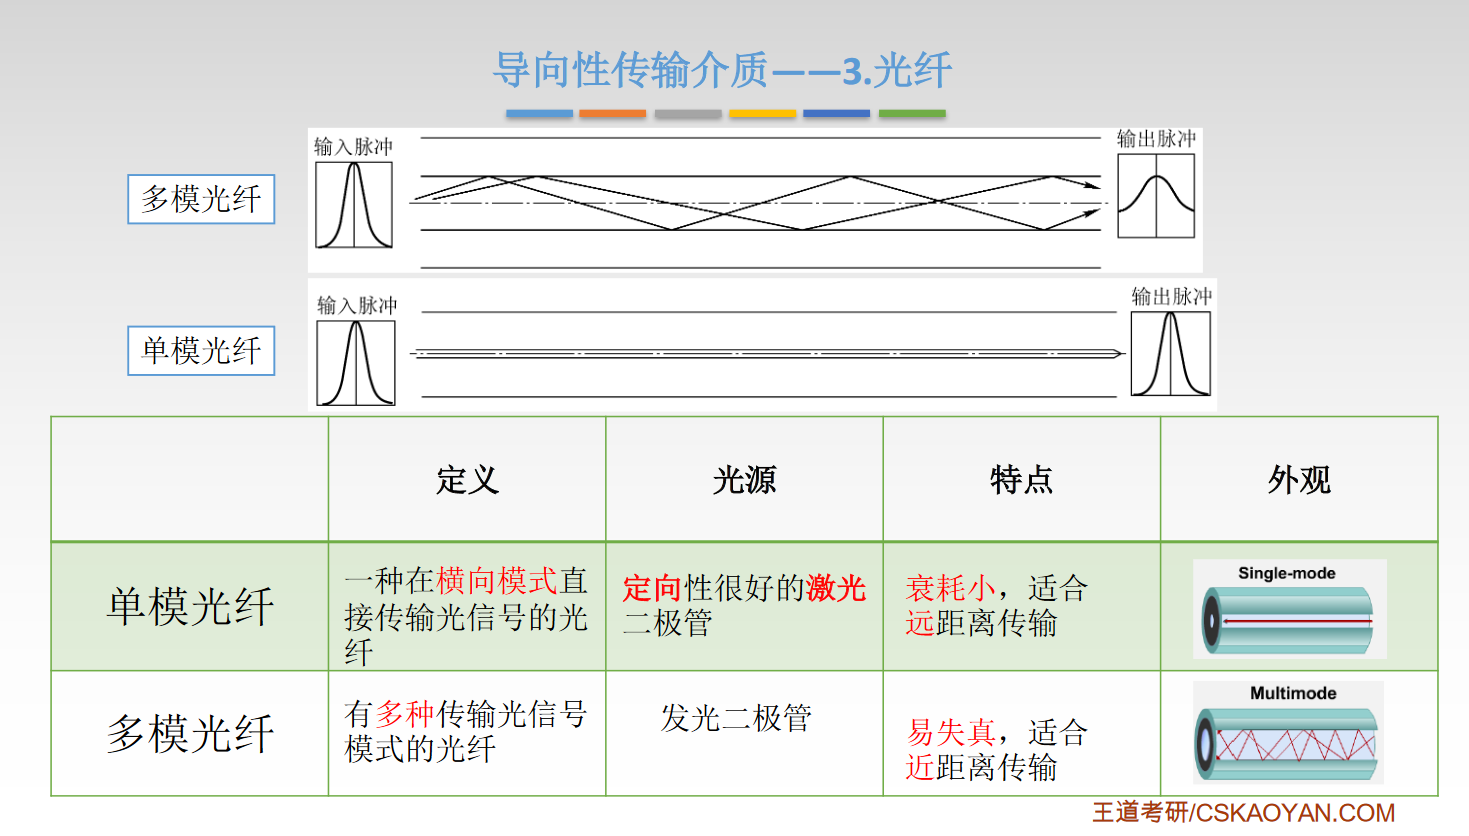 导向性传输介质——3.光纤
输入脉冲
输出脉冲
多模光纤
输入脉冲
输出脉冲
单模光纤
定义
光源
特点
外观
单模光纤
一种在横向模式直
接传输光信号的光
纤
定向性很好的激光
二极管
衰耗小，适合
远距离传输
Single-mode
多模光纤
有多种传输光信号
模式的光纤
发光二极管
易失真，适合
近距离传输
Multimode
王道考研/CSKAOYAN.COM